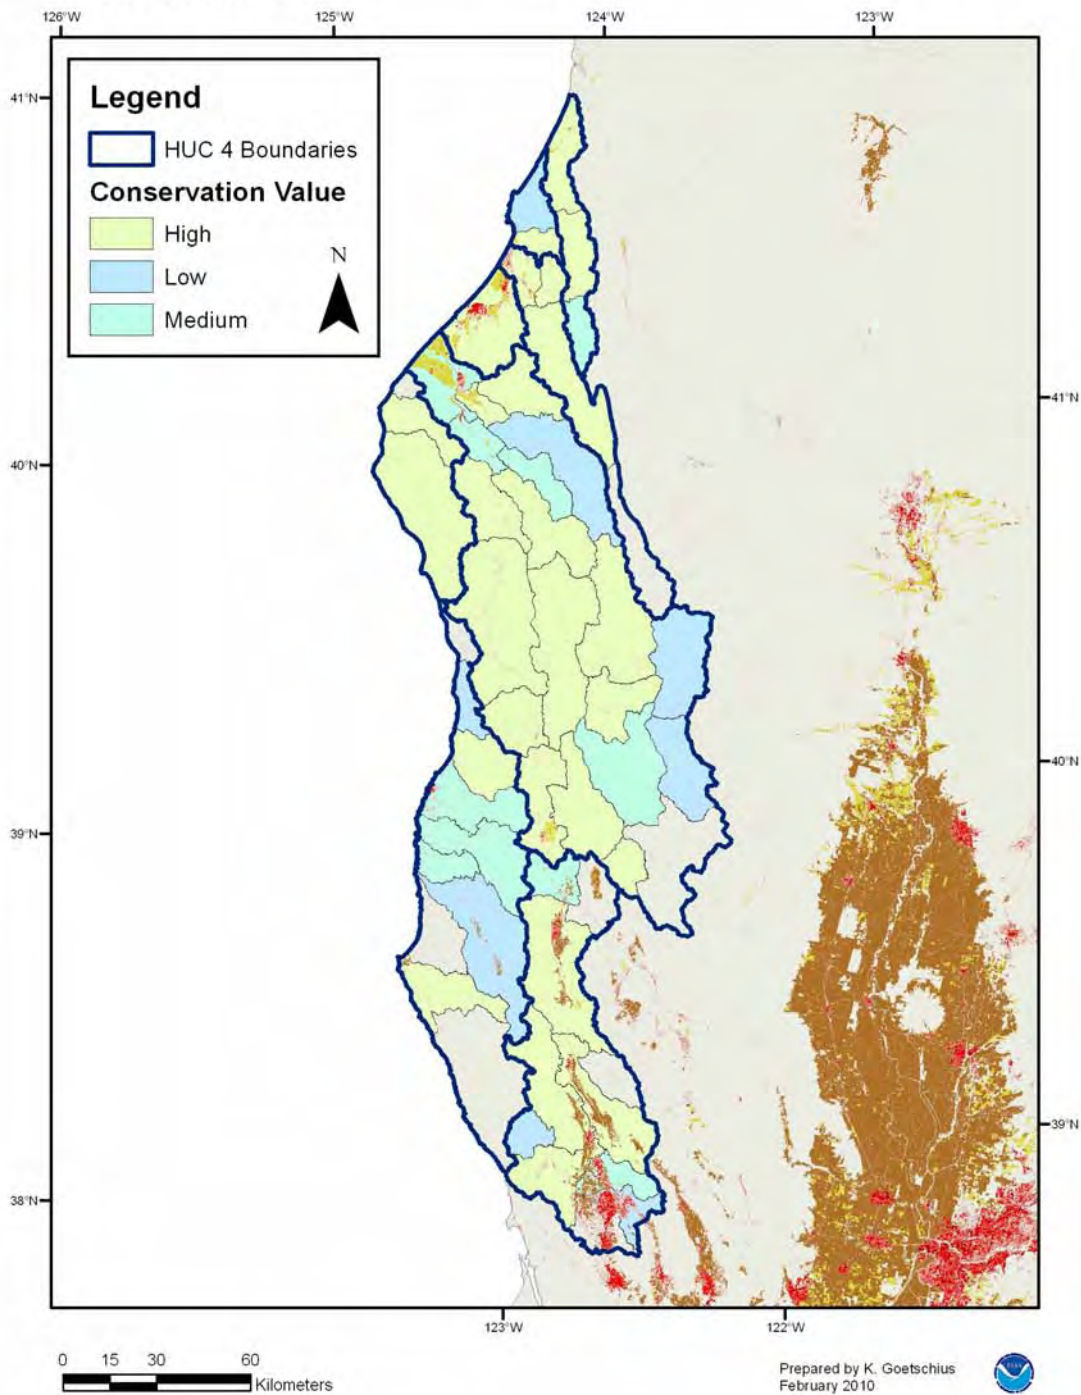 126°W 125°W 124°W 123°W
41°N
Legend
HUC 4 Boundaries
Conservation Value
High
Low
Medium
N
41°N
40°N
40°N
39°N
39°N
38°N
123°W 122°W
0 15 30 60
Kilometers
Prepared by K. Goetschius
February 2010